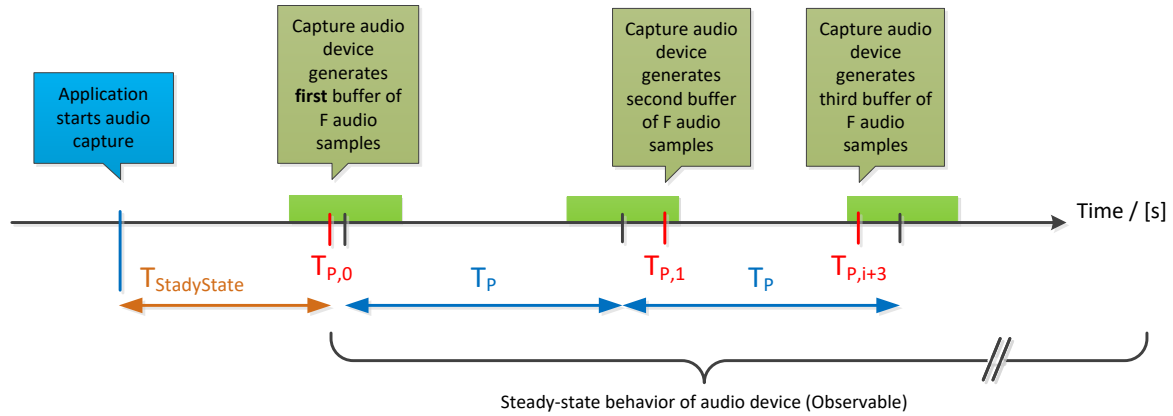 Application
starts audio
capture
Capture audio
device
generates
first buffer of
F audio
samples
Capture audio
device
generates
second buffer
of F audio
samples
Capture audio
device
generates
third buffer of
F audio
samples
Time / [s]
TStadyState
TP,0
TP
TP,1
TP
TP,i+3
Steady-state behavior of audio device (Observable)